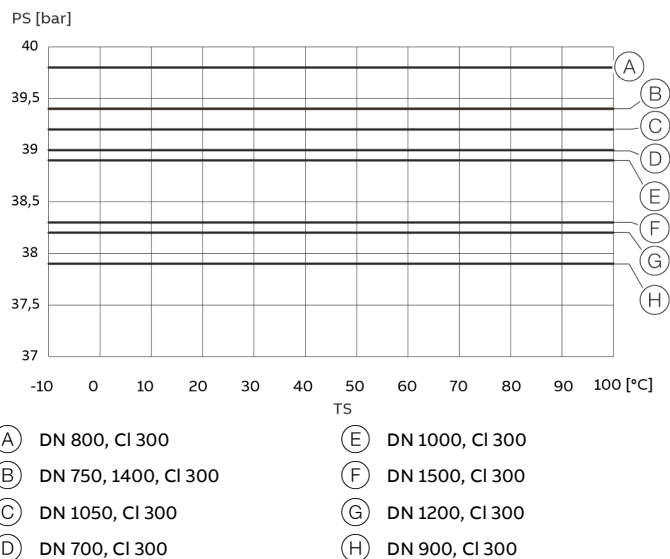 PS [bar]
40
A
B
39,5
C
39
D
E
38,5
F
38
G
H
37,5
37
-10 0 10 20 30 40 50 60 70 80 90 100 [°C]
TS
A DN 800, Cl 300
B DN 750, 1400, Cl 300
C DN 1050, Cl 300
D DN 700, Cl 300
E DN 1000, Cl 300
F DN 1500, Cl 300
G DN 1200, Cl 300
H DN 900, Cl 300